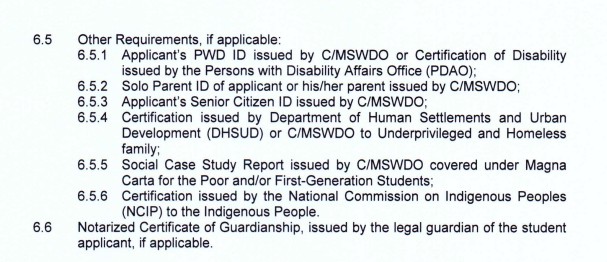 6.5 Other Requirements, if applicable:
6.5.1 Applicant's PWD ID issued by C/MSWDO or Certification of Disability
issued by the Persons with Disability Affairs Office (PDAO);
6.5.2 Solo Parent ID of applicant or his/her parent issued by C/MSWDO;
6.5.3 Applicant's Senior Citizen ID issued by C/MSWDO;
6.5.4 Certification issued by Department of Human Settlements and Urban
Development (DHSUD) or C/MSWDO to Underprivileged and Homeless
family;
6.5.5 Social Case Study Report issued by C/MSWDO covered under Magna
Carta for the Poor and/or First-Generation Students;
6.5.6 Certification issued by the National Commission on Indigenous Peoples
(NCIP) to the Indigenous People.
6.6 Notarized Certificate of Guardianship, issued by the legal guardian of the student
applicant, if applicable.